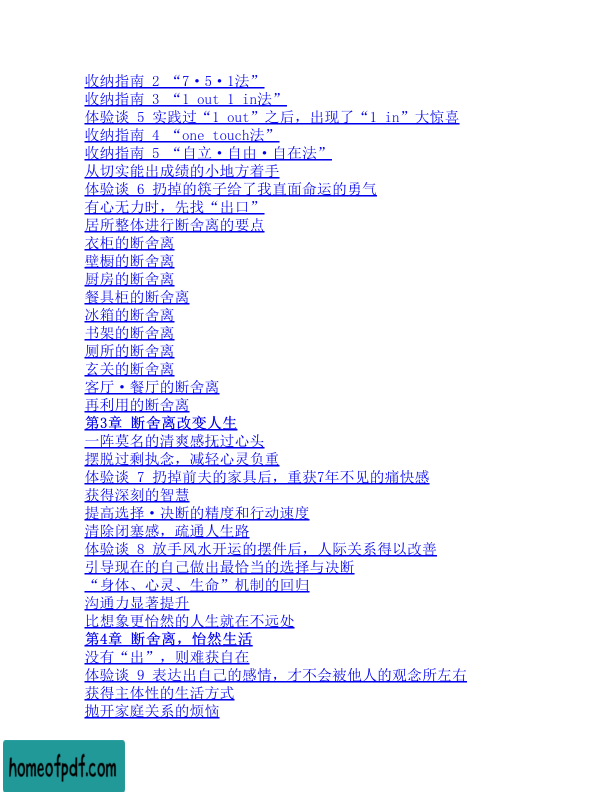 收纳指南 2 “7·5·1法”
收纳指南 3 “1 out 1 in法”
体验谈 5 实践过“1 out”之后，出现了“1 in”大惊喜
收纳指南 4 “one touch法”
收纳指南 5 “自立·自由·自在法”
从切实能出成绩的小地方着手
体验谈 6 扔掉的筷子给了我直面命运的勇气
有心无力时，先找“出口”
居所整体进行断舍离的要点
衣柜的断舍离
壁橱的断舍离
厨房的断舍离
餐具柜的断舍离
冰箱的断舍离
书架的断舍离
厕所的断舍离
玄关的断舍离
客厅·餐厅的断舍离
再利用的断舍离
第3章 断舍离改变人生
一阵莫名的清爽感抚过心头
摆脱过剩执念，减轻心灵负重
体验谈 7 扔掉前夫的家具后，重获7年不见的痛快感
获得深刻的智慧
提高选择·决断的精度和行动速度
清除闭塞感，疏通人生路
体验谈 8 放手风水开运的摆件后，人际关系得以改善
引导现在的自己做出最恰当的选择与决断
“身体、心灵、生命”机制的回归
沟通力显著提升
比想象更怡然的人生就在不远处
第4章 断舍离，怡然生活
没有“出”，则难获自在
体验谈 9 表达出自己的感情，才不会被他人的观念所左右
获得主体性的生活方式
抛开家庭关系的烦恼
homeofpdf.com